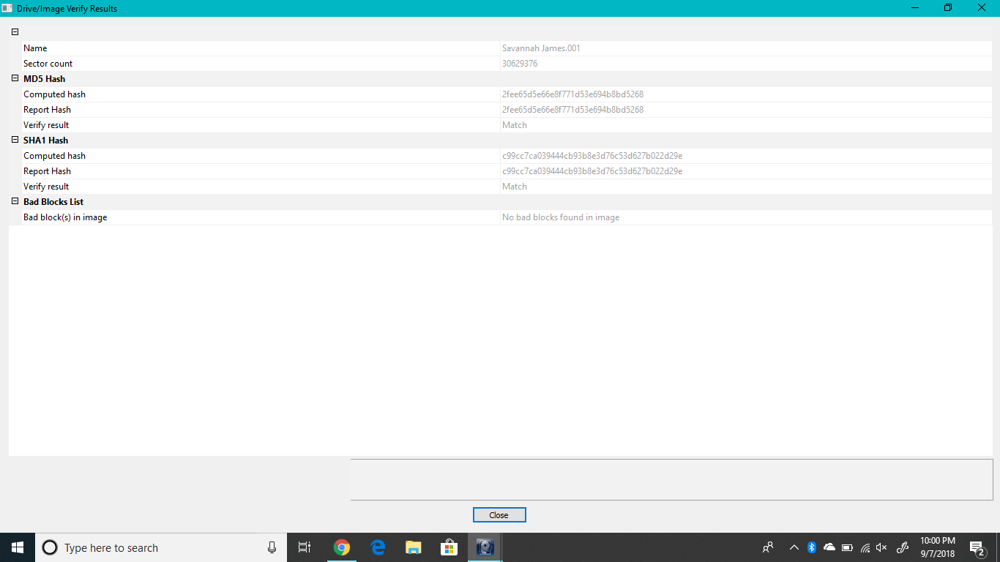 Drive/Image Verify Results
Name Savannah James.001
Sector count 30629376
MD5 Hash
Computed hash 2fee65d5e66e8f771d53e694b8bd5268
Report Hash 2fee65d5e66e8f771d53e694b8bd5268
Verify result Match
SHA1 Hash
Computed hash c99cc7ca039444cb93b8e3d76c53d627b022d29e
Report Hash c99cc7ca039444cb93b8e3d76c53d627b022d29e
Verify result Match
Bad Blocks List
Bad block(s) in image No bad blocks found in image
Close
Type here to search
10:00 PM
9/7/2018
2